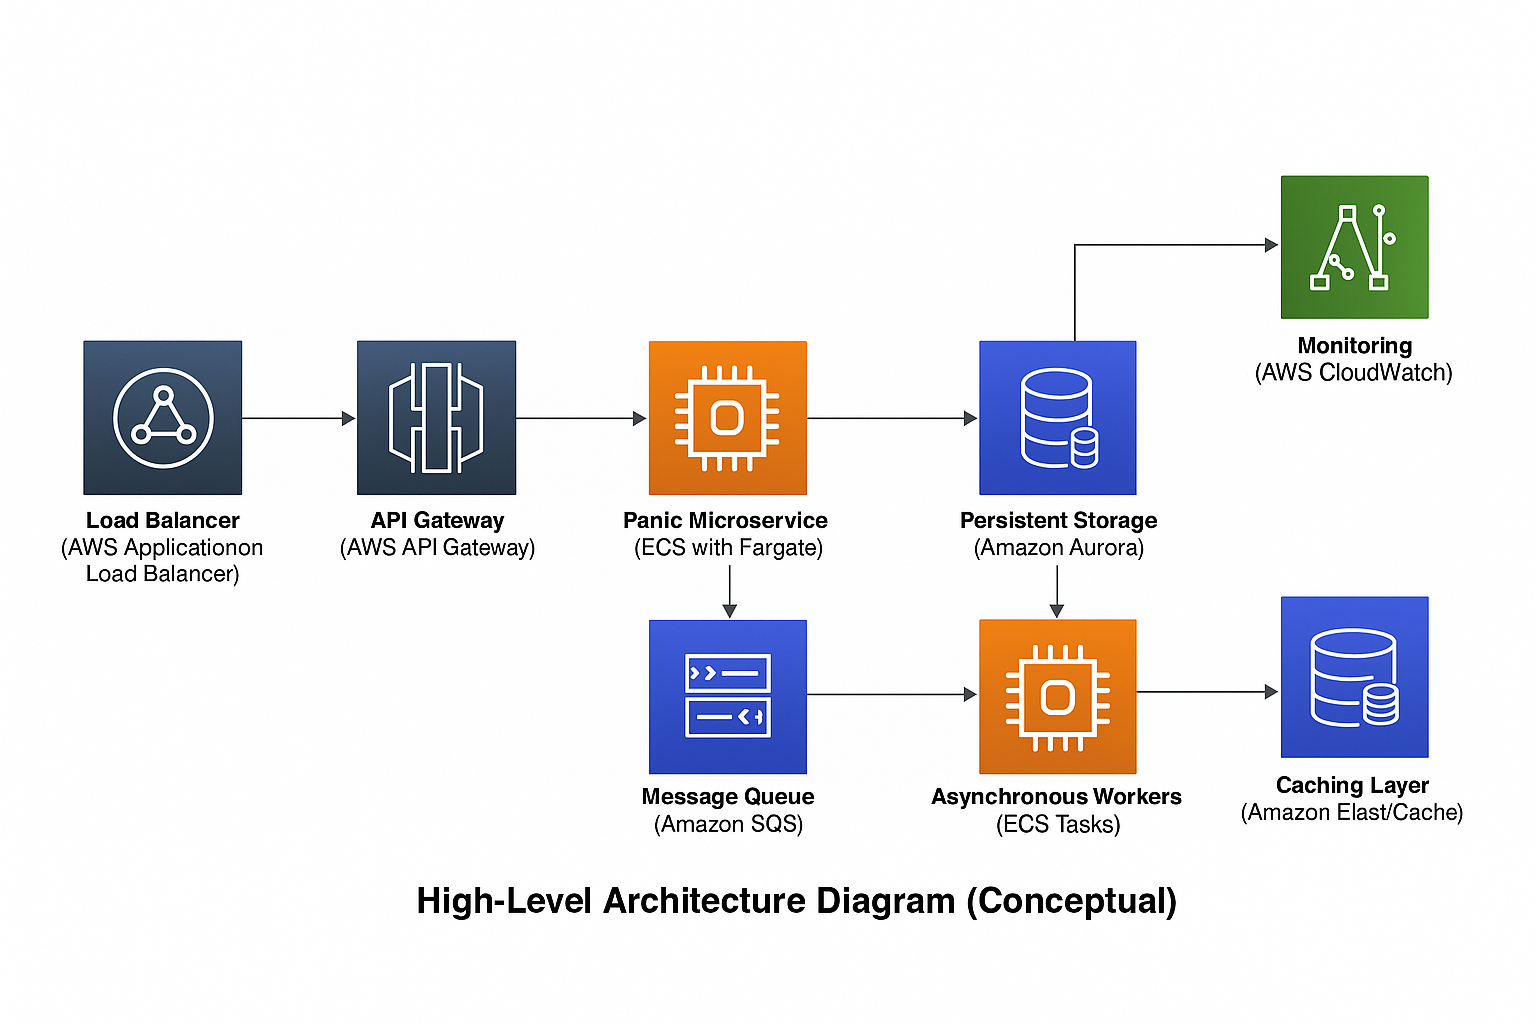 Monitoring
(AWS CloudWatch)
Load Balancer
(AWS Applicationon
Load Balancer)
API Gateway
(AWS API Gateway)
Panic Microservice
(ECS with Fargate)
Persistent Storage
(Amazon Aurora)
Message Queue
(Amazon SQS)
Asynchronous Workers
(ECS Tasks)
Caching Layer
(Amazon Elast/Cache)
High-Level Architecture Diagram (Conceptual)